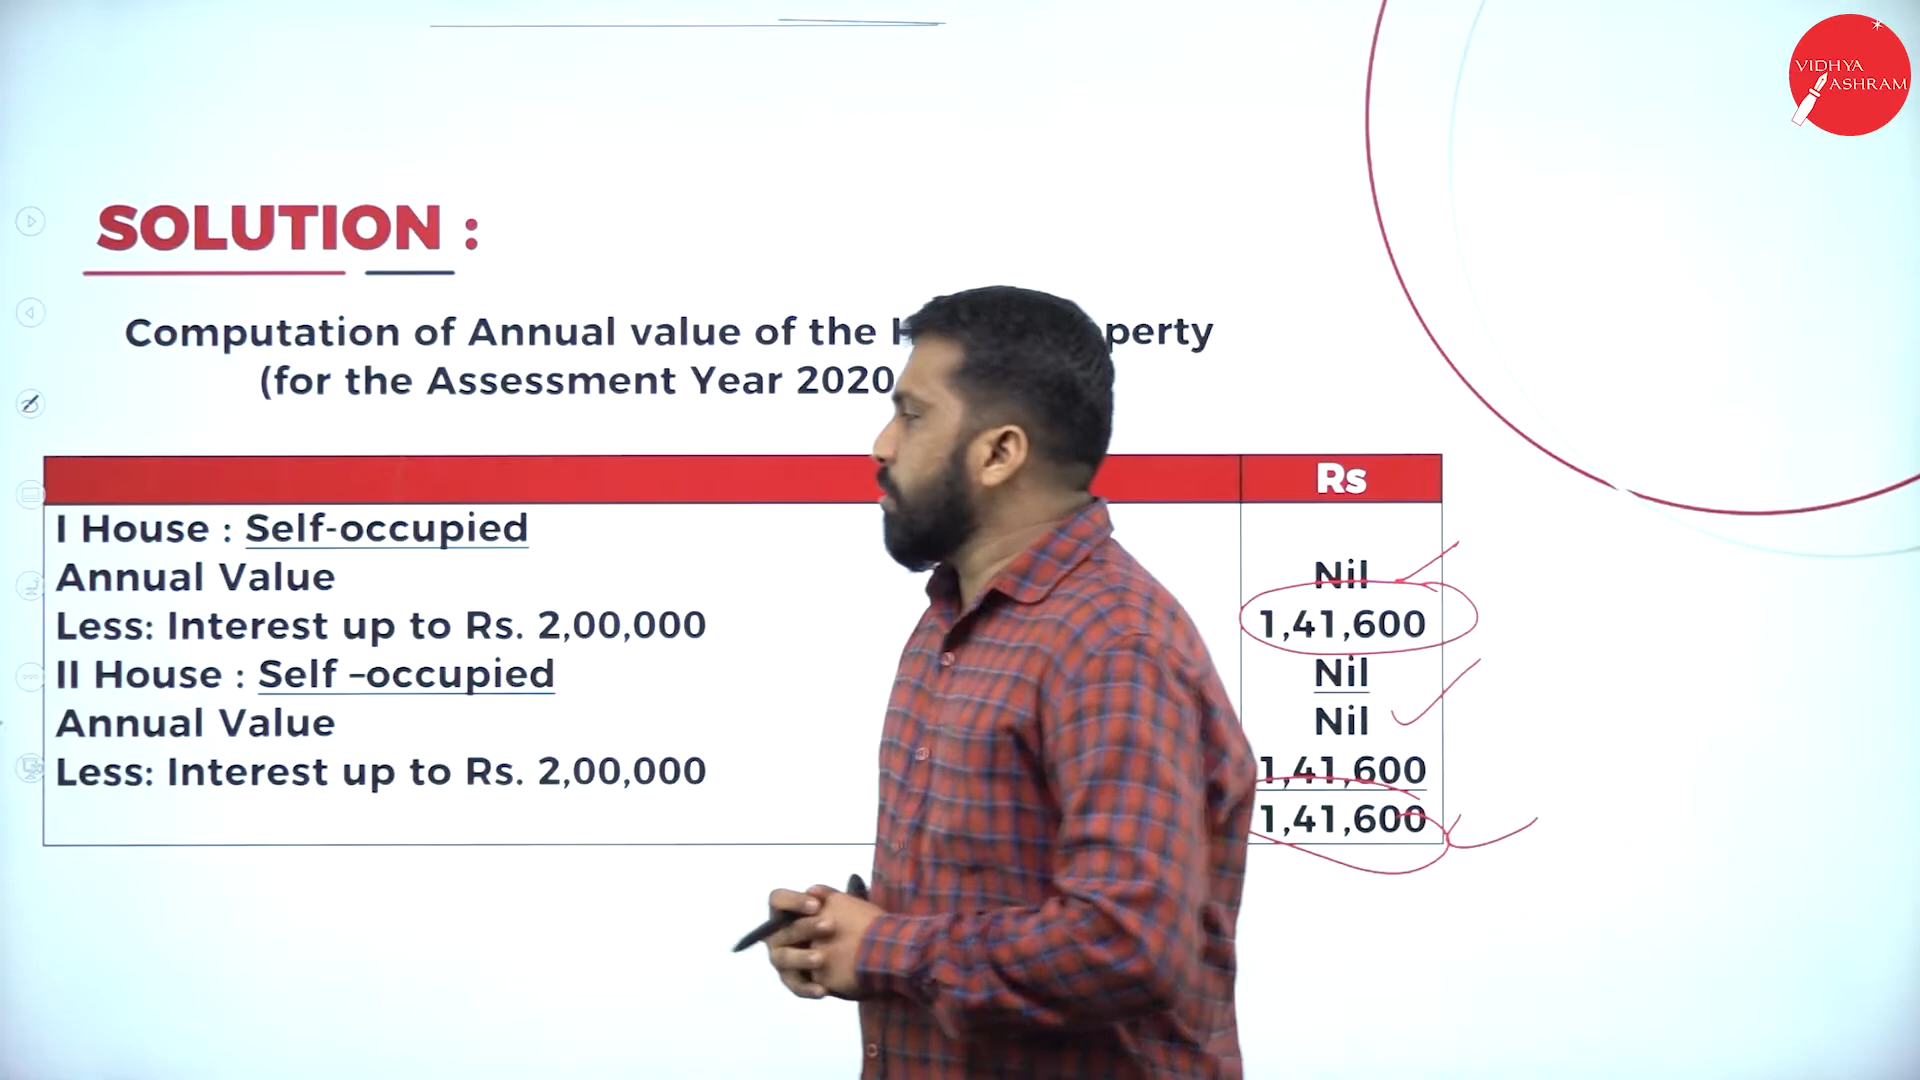 VIDHYA
ASHRAM
SOLUTION :
Computation of Annual value of the
(for the Assessment Year 2020
Rs
I House : Self-occupied
Annual Value Nil
Less: Interest up to Rs. 2,00,000 1,41,600
II House : Self –occupied Nil
Annual Value Nil
Less: Interest up to Rs. 2,00,000 1,41,600
1,41,600